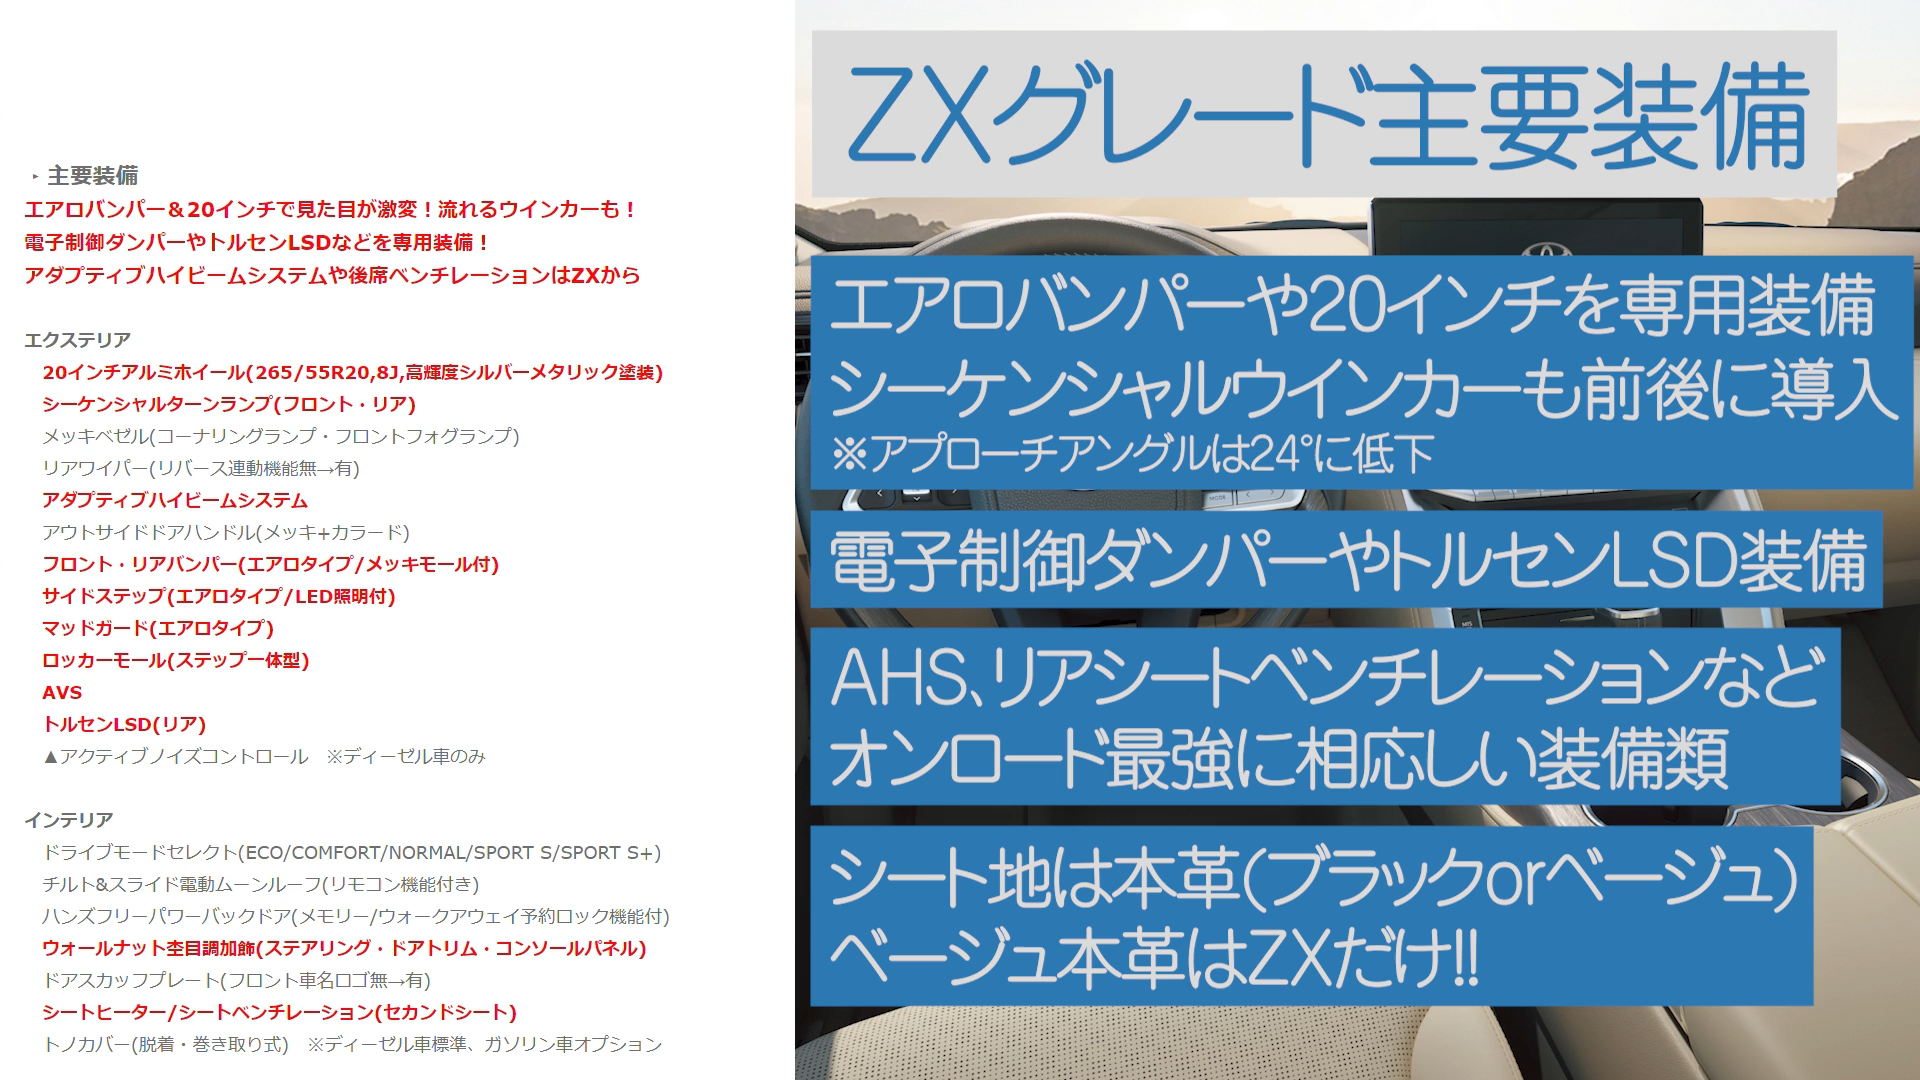 ▸ 主要装備
エアロバンパー＆20インチで見た目が激変！流れるウインカーも！
電子制御ダンパーやトルセンLSDなどを専用装備！
アダプティブハイビームシステムや後席ベンチレーションはZXから
エクステリア
20インチアルミホイール(265/55R20,8J,高輝度シルバーメタリック塗装)
シーケンシャルターンランプ(フロント・リア)
メッキベゼル(コーナリングランプ・フロントフォグランプ)
リアワイパー(リバース連動機能無→有)
アダプティブハイビームシステム
アウトサイドドアハンドル(メッキ+カラード)
フロント・リアバンパー(エアロタイプ/メッキモール付)
サイドステップ(エアロタイプ/LED照明付)
マッドガード(エアロタイプ)
ロッカーモール(ステップ一体型)
AVS
トルセンLSD(リア)
▲アクティブノイズコントロール　※ディーゼル車のみ
インテリア
ドライブモードセレクト(ECO/COMFORT/NORMAL/SPORT S/SPORT S+)
チルト&スライド電動ムーンルーフ(リモコン機能付き)
ハンズフリーパワーバックドア(メモリー/ウォークアウェイ予約ロック機能付)
ウォールナット杢目調加飾(ステアリング・ドアトリム・コンソールパネル)
ドアスカッフプレート(フロント車名ロゴ無→有)
シートヒーター/シートベンチレーション(セカンドシート)
トノカバー(脱着・巻き取り式)　※ディーゼル車標準、ガソリン車オプション
ZXグレード主要装備
エアロバンパーや20インチを専用装備
シーケンシャルウインカーも前後に導入
※アプローチアングルは24°に低下
MODE
電子制御ダンパーやトルセンLSD装備
MTS
AHS、リアシートベンチレーションなど
オンロード最強に相応しい装備類
シート地は本革(ブラックorベージュ)
ベージュ本革はZXだけ!!